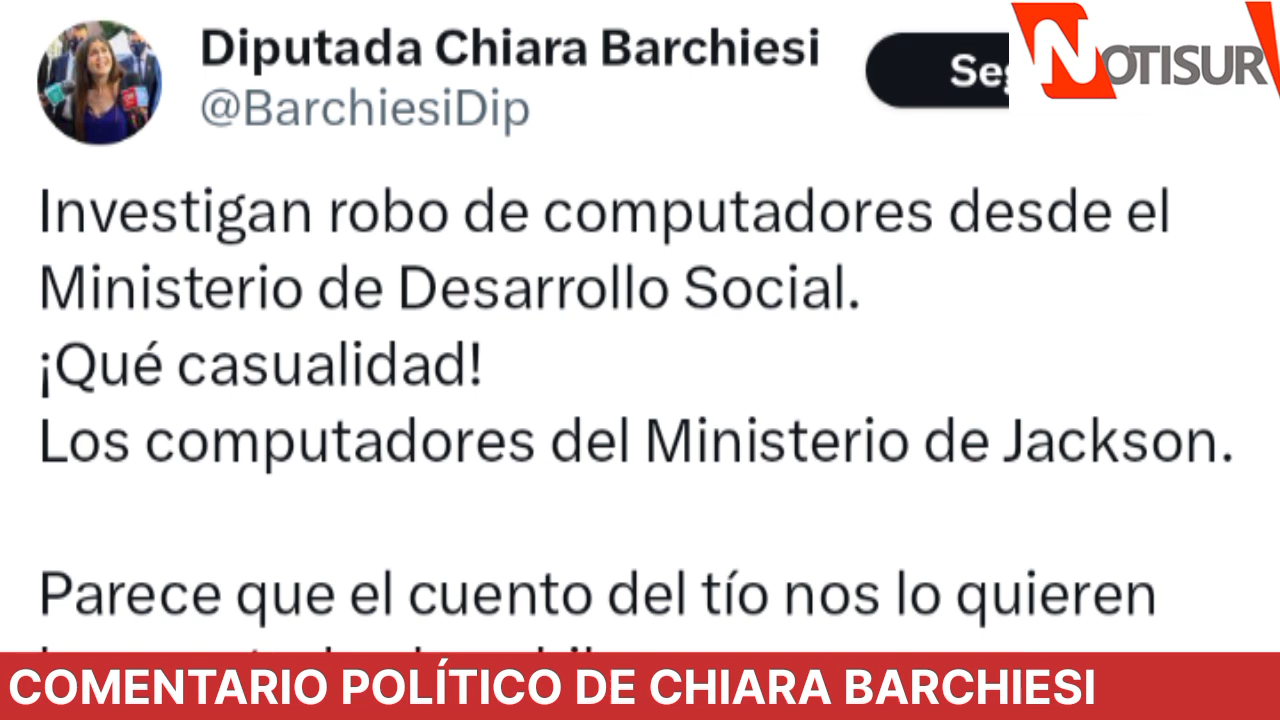 Diputada Chiara Barchiesi
@BarchiesiDip
Seg
NOTISUR
Investigan robo de computadores desde el
Ministerio de Desarrollo Social.
¡Qué casualidad!
Los computadores del Ministerio de Jackson.
Parece que el cuento del tío nos lo quieren
COMENTARIO POLÍTICO DE CHIARA BARCHIESI